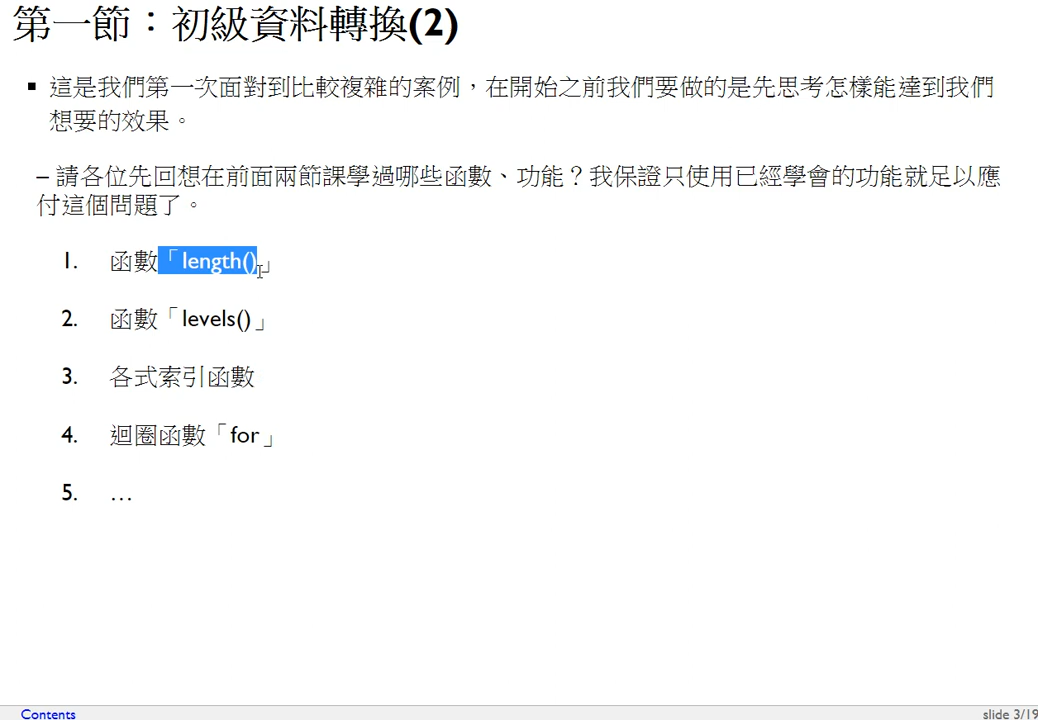 第一節：初級資料轉換(2)
▪ 這是我們第一次面對到比較複雜的案例，在開始之前我們要做的是先思考怎樣能達到我們
想要的效果。
– 請各位先回想在前面兩節課學過哪些函數、功能？我保證只使用已經學會的功能就足以應
付這個問題了。
1. 函數「length()」
2. 函數「levels()」
3. 各式索引函數
4. 迴圈函數「for」
5. …
Contents
slide 3/19